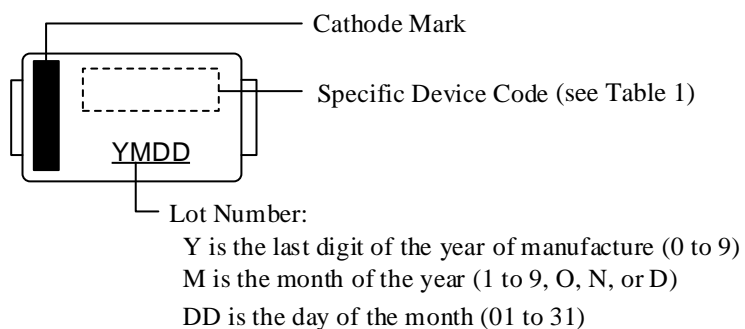 Cathode Mark
Specific Device Code (see Table 1)
YMDD
Lot Number:
Y is the last digit of the year of manufacture (0 to 9)
M is the month of the year (1 to 9, O, N, or D)
DD is the day of the month (01 to 31)